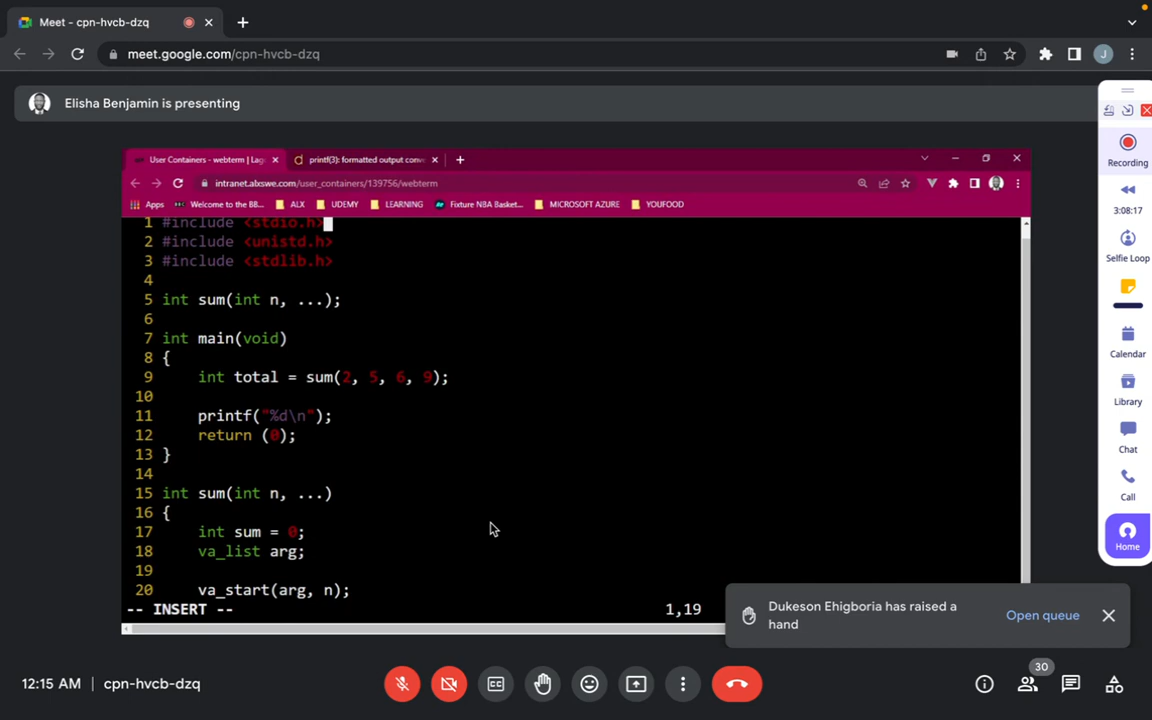 Meet - cpn-hvcb-dzq
meet.google.com/cpn-hvcb-dzq
J
Elisha Benjamin is presenting
User Containers - webterm | Lag
printf(3): formatted output conv
intranet.alxswe.com/user_containers/139756/webterm
Apps Welcome to the BB... ALX UDEMY LEARNING Fixture NBA Basket... MICROSOFT AZURE YOUFOOD
1 #include <stdio.h>
2 #include <unistd.h>
3 #include <stdlib.h>
4
5 int sum(int n, ...);
6
7 int main(void)
8 {
9 int total = sum(2, 5, 6, 9);
10
11 printf("%d\n");
12 return (0);
13 }
14
15 int sum(int n, ...)
16 {
17 int sum = 0;
18 va_list arg;
19
20 va_start(arg, n);
-- INSERT -- 1,19
Recording
3:08:17
Selfie Loop
Calendar
Library
Chat
Call
Home
Dukeson Ehigboria has raised a
hand
Open queue
12:15 AM | cpn-hvcb-dzq
30